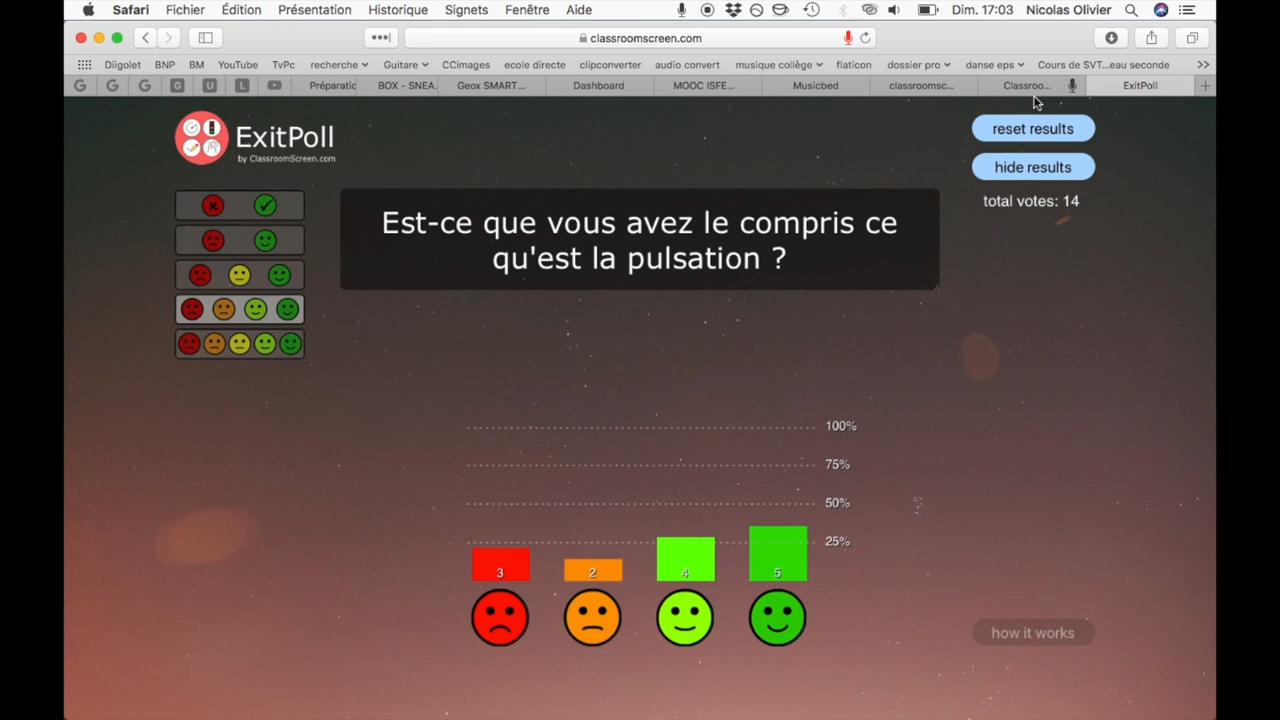 Safari Fichier Édition Présentation Historique Signets Fenêtre Aide Dim. 17:03 Nicolas Olivier
classroomscreen.com
Diigolet BNP BM YouTube TvPc recherche Guitare CCimages ecole directe clipconverter audio convert musique collège flaticon dossier pro danse eps Cours de SVT...eau seconde
G G G G U L Préparatic BOX - SNEA. Geox SMART... Dashboard MOOC ISFE... Musicbed classroomsc... Classroo... ExitPoll
ExitPoll
by ClassroomScreen.com
reset results
hide results
total votes: 14
Est-ce que vous avez le compris ce
qu'est la pulsation ?
100%
75%
50%
25%
3 2 4 5
how it works